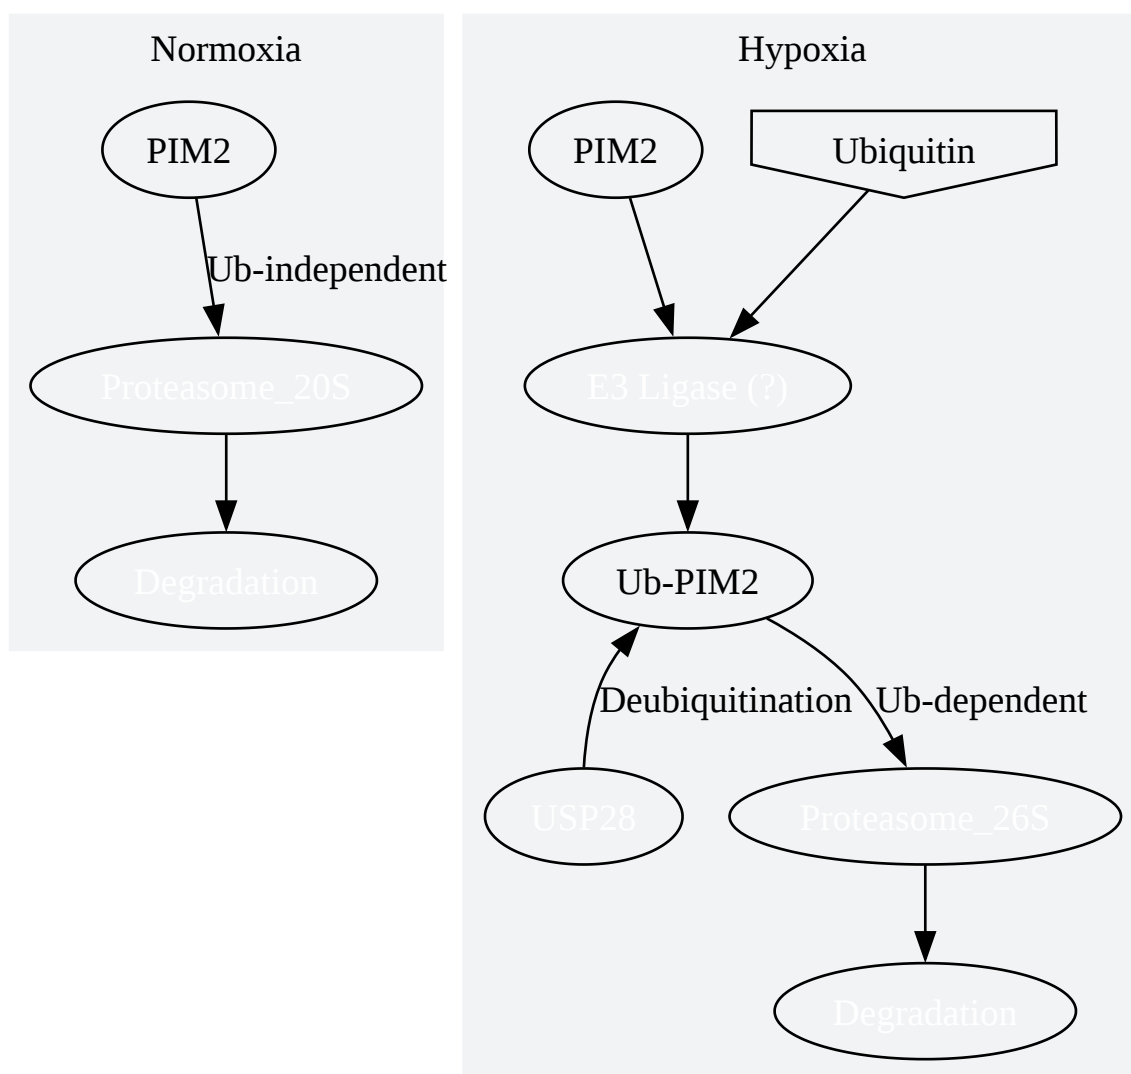 Normoxia
PIM2
Ub-independent
Proteasome_20S
Degradation
Hypoxia
PIM2
Ubiquitin
E3 Ligase (?)
Ub-PIM2
Deubiquitination
Ub-dependent
USP28
Proteasome_26S
Degradation